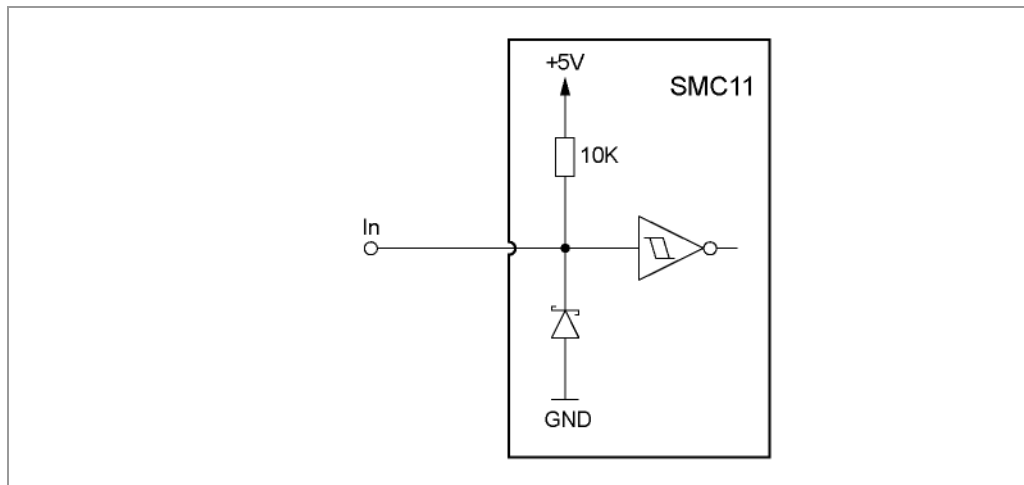 +5V
SMC11
10K
In
GND